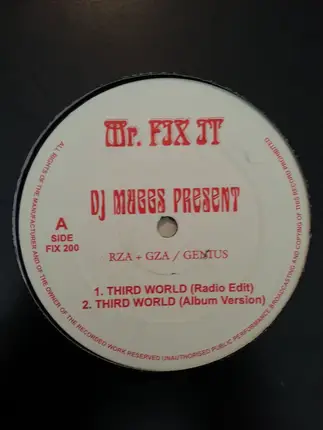 Mr. FIX IT
DJ MUGGS PRESENT
A
SIDE
FIX 200
RZA + GZA / GENIUS
1. THIRD WORLD (Radio Edit)
2. THIRD WORLD (Album Version)
ALL RIGHTS OF THE MANUFACTURER AND OF THE OWNER OF THE RECORDED WORK RESERVED UNAUTHORISED PUBLIC PERFORMANCE BROADCASTING AND COPYING OF THIS RECORD PROHIBITED